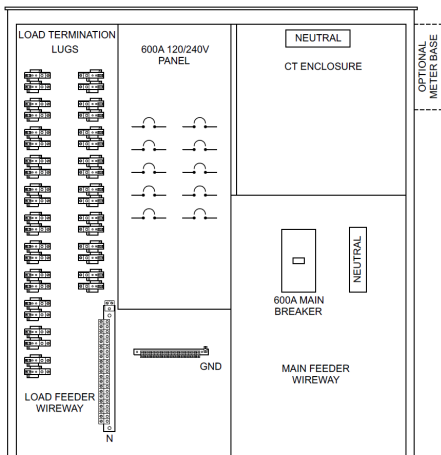 LOAD TERMINATION
LUGS
600A 120/240V
PANEL
NEUTRAL
CT ENCLOSURE
OPTIONAL
METER BASE
NEUTRAL
600A MAIN
BREAKER
GND
MAIN FEEDER
WIREWAY
LOAD FEEDER
WIREWAY
N